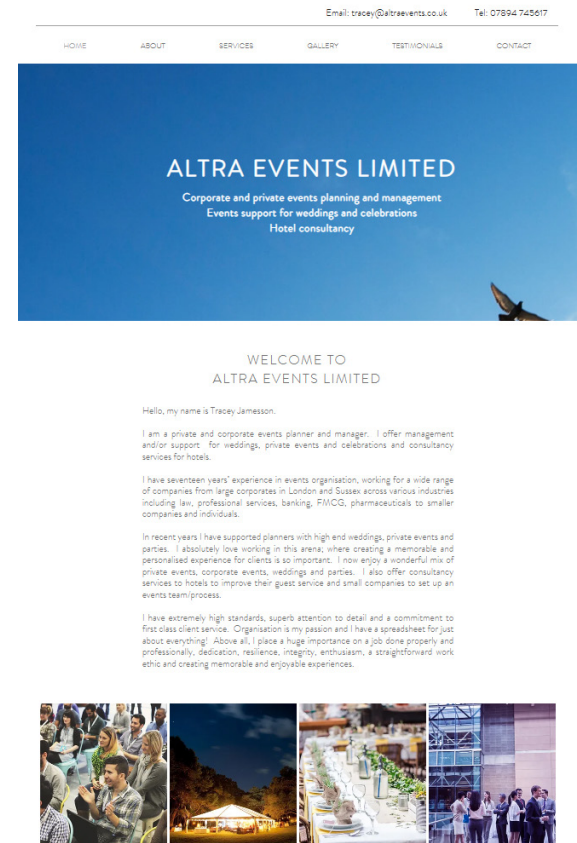 Email: tracey@altraevents.co.uk Tel: 07894 745617
HOME ABOUT SERVICES GALLERY TESTIMONIALS CONTACT
ALTRA EVENTS LIMITED
Corporate and private events planning and management
Events support for weddings and celebrations
Hotel consultancy
WELCOME TO
ALTRA EVENTS LIMITED
Hello, my name is Tracey Jamesson.
I am a private and corporate events planner and manager. I offer management
and/or support for weddings, private events and celebrations and consultancy
services for hotels.
I have seventeen years' experience in events organisation, working for a wide range
of companies from large corporates in London and Sussex across various industries
including law, professional services, banking, FMCG, pharmaceuticals to smaller
companies and individuals.
In recent years I have supported planners with high end weddings, private events and
parties. I absolutely love working in this arena; where creating a memorable and
personalised experience for clients is so important. I now enjoy a wonderful mix of
private events, corporate events, weddings and parties. I also offer consultancy
services to hotels to improve their guest service and small companies to set up an
events team/process.
I have extremely high standards, superb attention to detail and a commitment to
first class client service. Organisation is my passion and I have a spreadsheet for just
about everything! Above all, I place a huge importance on a job done properly and
professionally, dedication, resilience, integrity, enthusiasm, a straightforward work
ethic and creating memorable and enjoyable experiences.